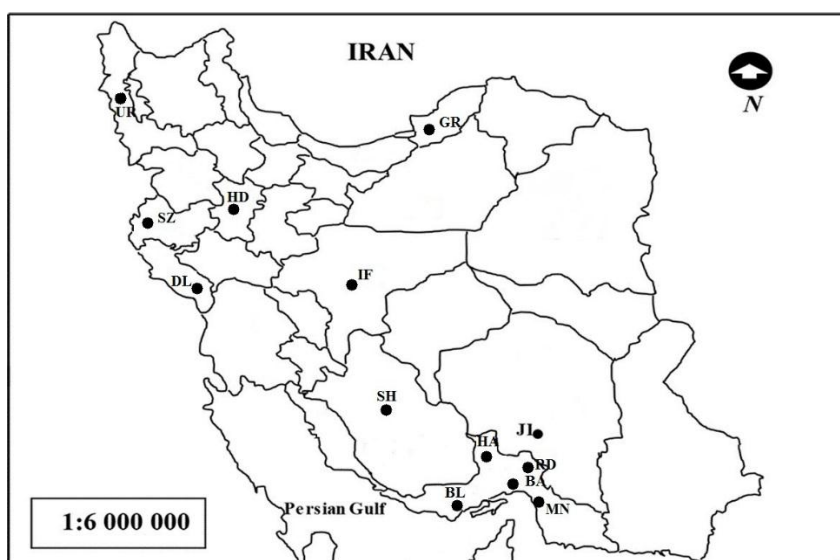 IRAN
N
UR
GR
HD
SZ
DL
IF
SH
JI
HA
RD
BA
BL
MN
Persian Gulf
1:6 000 000